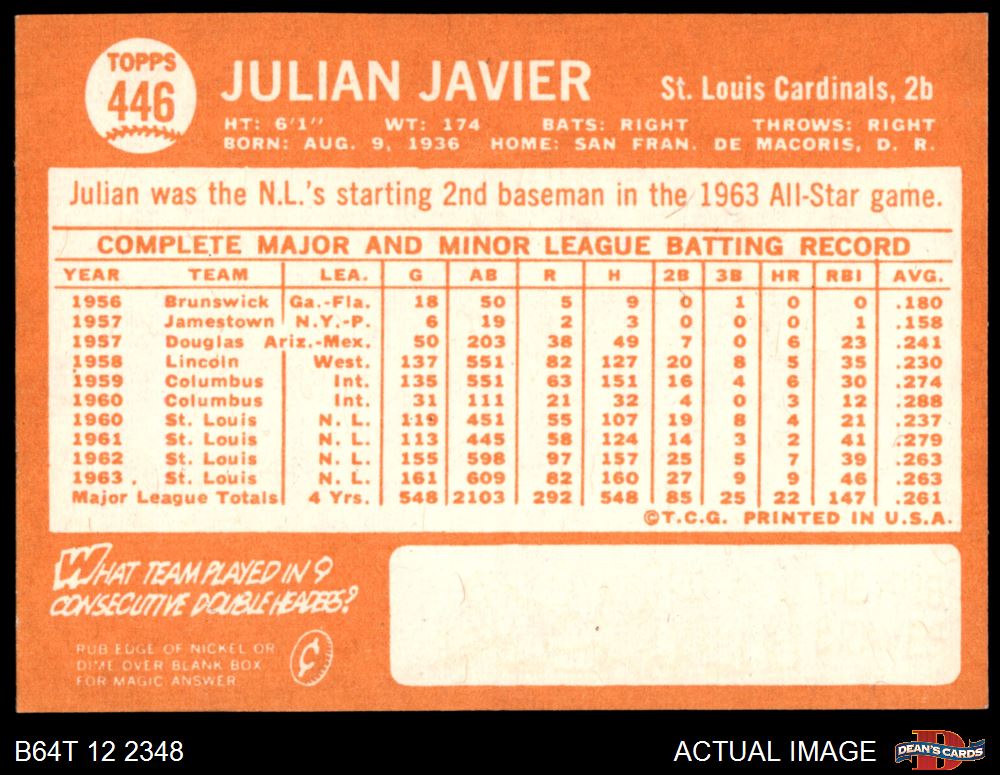 TOPPS
446
JULIAN JAVIER
St. Louis Cardinals, 2b
HT: 6'1" WT: 174 BATS: RIGHT THROWS: RIGHT
BORN: AUG. 9, 1936 HOME: SAN FRAN. DE MACORIS, D. R.
Julian was the N.L.'s starting 2nd baseman in the 1963 All-Star game.
COMPLETE MAJOR AND MINOR LEAGUE BATTING RECORD
YEAR TEAM LEA. G AB R H 2B 3B HR RBI AVG.
1956 Brunswick Ga.-Fla. 18 50 5 9 0 1 0 0 .180
1957 Jamestown N.Y.-P. 6 19 2 3 0 0 0 1 .158
1957 Douglas Ariz.-Mex. 50 203 38 49 7 0 6 23 .241
1958 Lincoln West. 137 551 82 127 20 8 5 35 .230
1959 Columbus Int. 135 551 63 151 16 4 6 30 .274
1960 Columbus Int. 31 111 21 32 4 0 3 12 .288
1960 St. Louis N. L. 119 451 55 107 19 8 4 21 .237
1961 St. Louis N. L. 113 445 58 124 14 3 2 41 .279
1962 St. Louis N. L. 155 598 97 157 25 5 7 39 .263
1963 St. Louis N. L. 161 609 82 160 27 9 9 46 .263
Major League Totals 4 Yrs. 548 2103 292 548 85 25 22 147 .261
©T.C.G. PRINTED IN U.S.A.
WHAT TEAM PLAYED IN 9
CONSECUTIVE DOUBLE HEADERS?
RUB EDGE OF NICKEL OR
DIME OVER BLANK BOX
FOR MAGIC ANSWER
¢
B64T 12 2348
ACTUAL IMAGE
DEAN'S CARDS